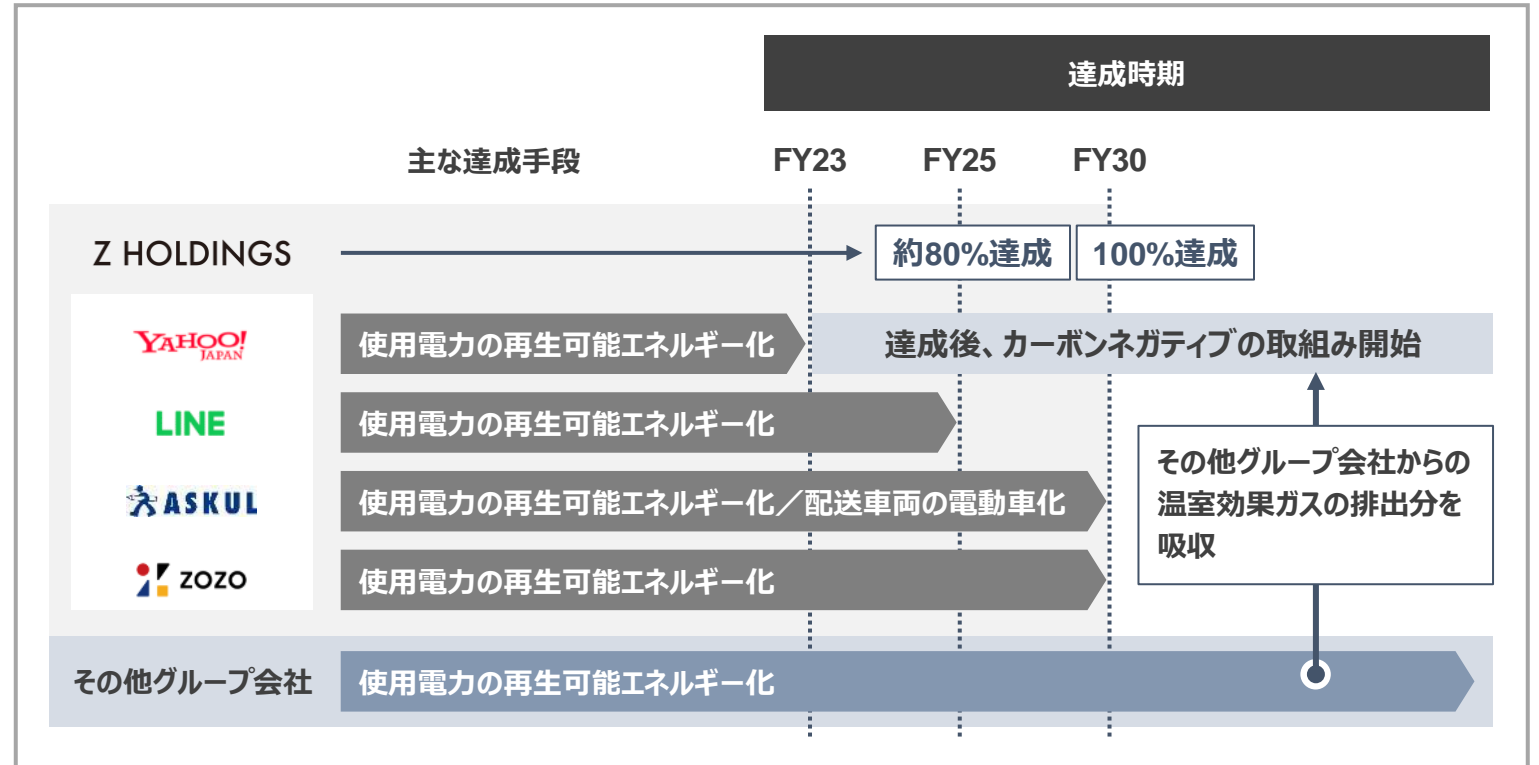 達成時期
主な達成手段
FY23
FY25
FY30
Z HOLDINGS
約80%達成
100%達成
YAHOO!
JAPAN
使用電力の再生可能エネルギー化
達成後、カーボンネガティブの取組み開始
LINE
使用電力の再生可能エネルギー化
ASKUL
使用電力の再生可能エネルギー化／配送車両の電動車化
ZOZO
使用電力の再生可能エネルギー化
その他グループ会社からの
温室効果ガスの排出分を
吸収
その他グループ会社
使用電力の再生可能エネルギー化